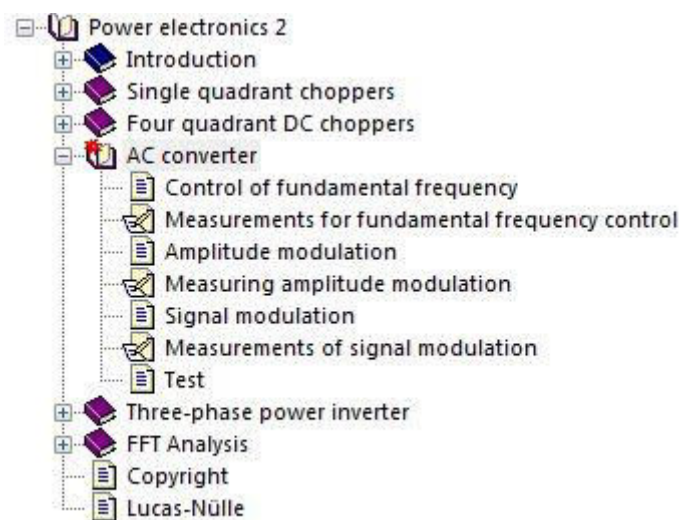 Power electronics 2
Introduction
Single quadrant choppers
Four quadrant DC choppers
AC converter
Control of fundamental frequency
Measurements for fundamental frequency control
Amplitude modulation
Measuring amplitude modulation
Signal modulation
Measurements of signal modulation
Test
Three-phase power inverter
FFT Analysis
Copyright
Lucas-Nülle